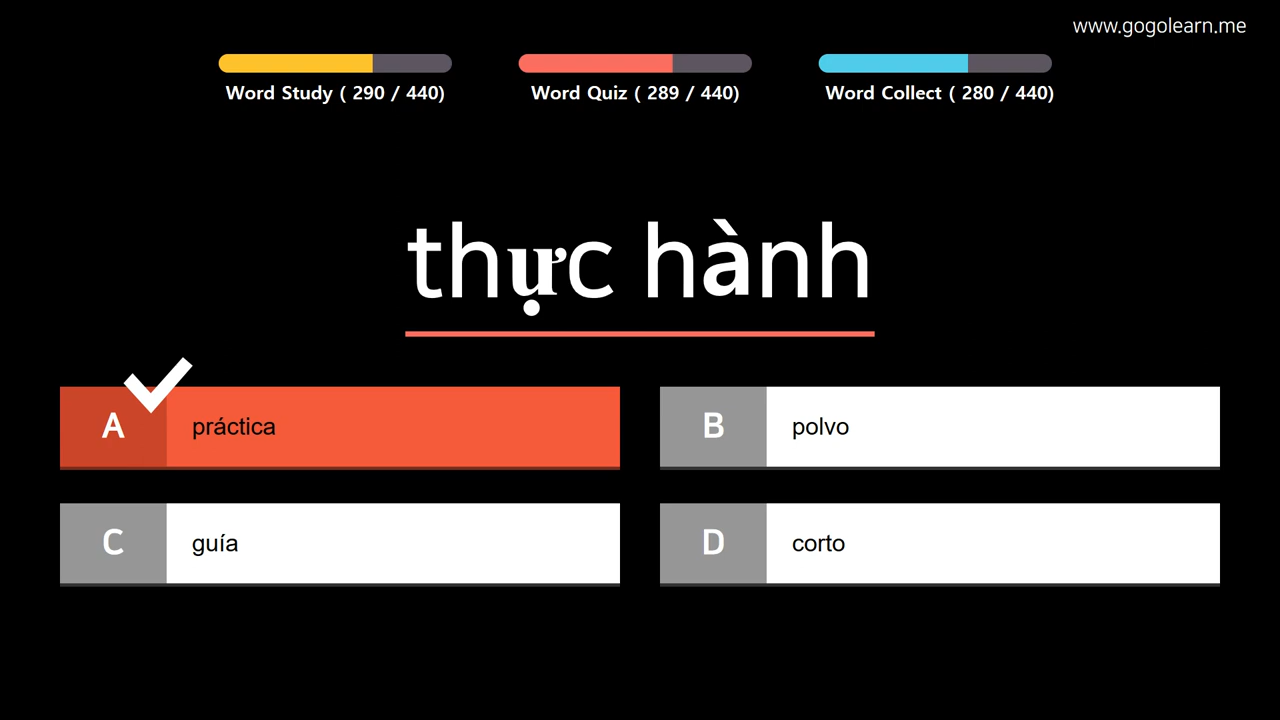 www.gogolearn.me
Word Study ( 290 / 440)
Word Quiz ( 289 / 440)
Word Collect ( 280 / 440)
thực hành
A práctica
B polvo
C guía
D corto